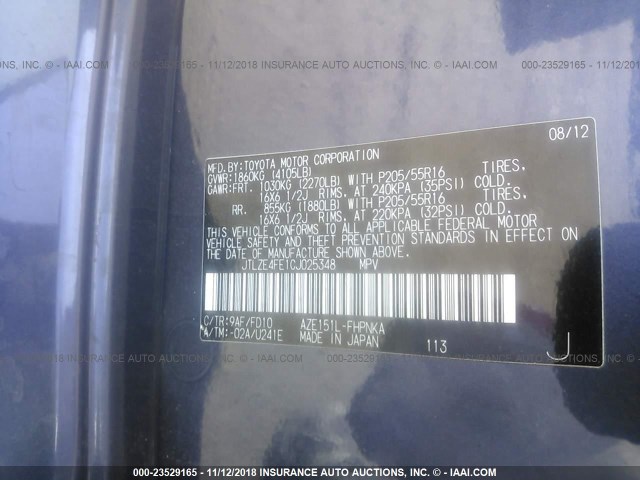 000-23529165 - 11/12/2018 INSURANCE AUTO AUCTIONS, INC. - IAAI.COM
000-23529165 - 11/12/2018
08/12
MFD.BY:TOYOTA MOTOR CORPORATION
GVWR:1860KG (4105LB)
GAWR:FRT. 1030KG (2270LB) WITH P205/55R16 TIRES,
16X6 1/2J RIMS, AT 240KPA (35PSI) COLD.
RR. 855KG (1880LB) WITH P205/55R16 TIRES,
16X6 1/2J RIMS, AT 220KPA (32PSI) COLD.
THIS VEHICLE CONFORMS TO ALL APPLICABLE FEDERAL MOTOR
VEHICLE SAFETY AND THEFT PREVENTION STANDARDS IN EFFECT ON
THE DATE OF MANUFACTURE SHOWN ABOVE.
JTLZE4FE1CJ025348 MPV
C/TR:9AF/FD10 AZE151L-FHPNKA
A/TM:-02A/U241E MADE IN JAPAN
113
000-23529165 - 11/12/2018 INSURANCE AUTO AUCTIONS, INC. - IAAI.COM